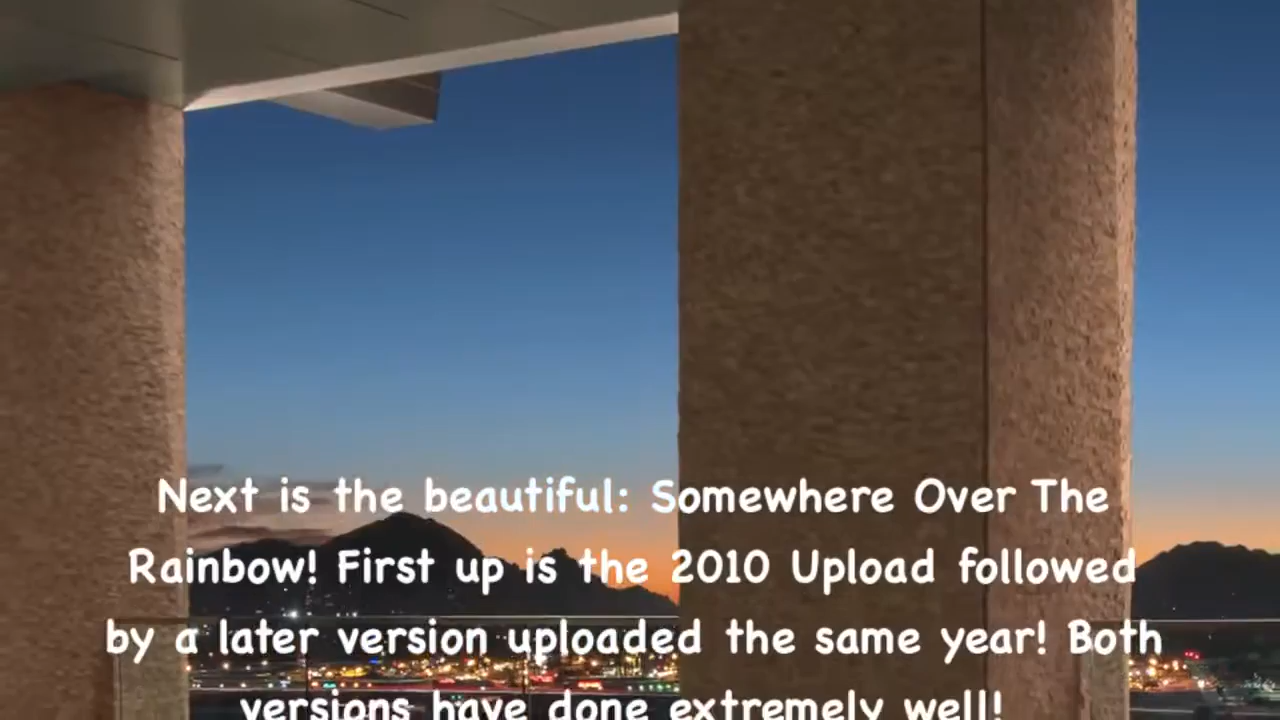 Next is the beautiful: Somewhere Over The
Rainbow! First up is the 2010 Upload followed
by a later version uploaded the same year! Both
versions have done extremely well!